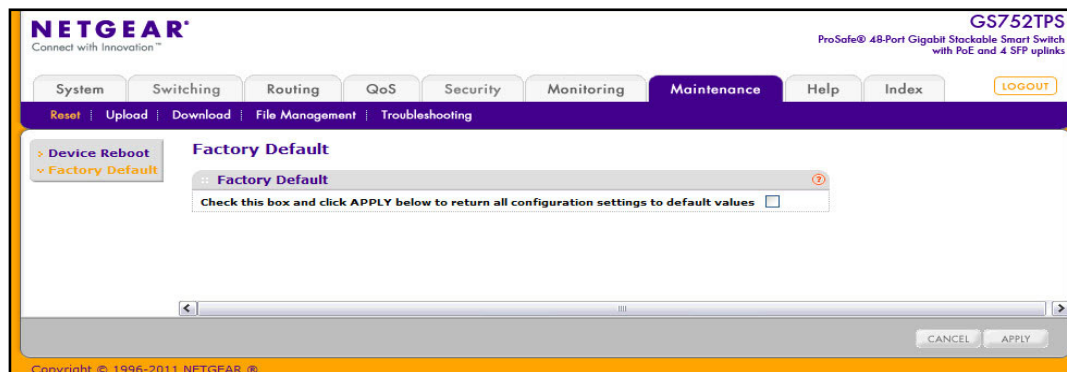 NETGEAR®
Connect with Innovation™
GS752TPS
ProSafe® 48-Port Gigabit Stackable Smart Switch
with PoE and 4 SFP uplinks
System Switching Routing QoS Security Monitoring Maintenance Help Index LOGOUT
Reset | Upload | Download | File Management | Troubleshooting
Device Reboot
Factory Default
Factory Default
Factory Default ?
Check this box and click APPLY below to return all configuration settings to default values
CANCEL APPLY
Copyright © 1996-2011 NETGEAR ®